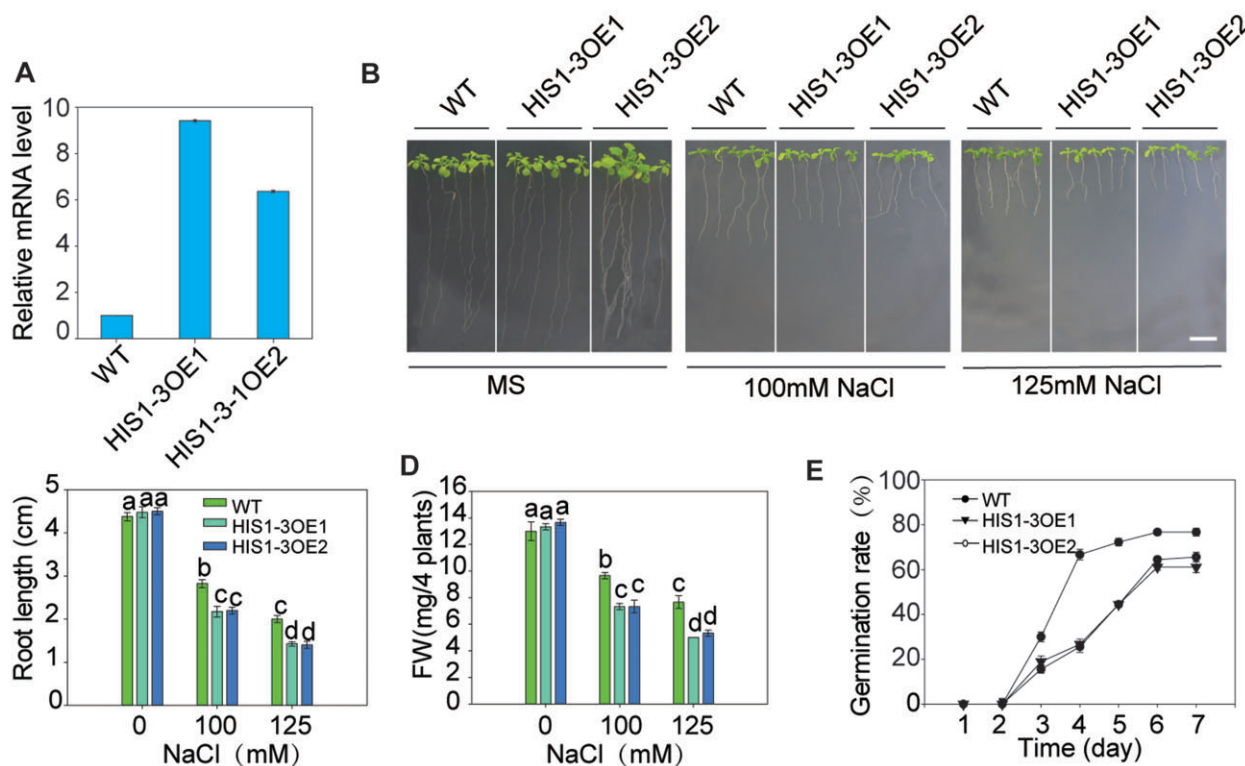 A
Relative mRNA level
10
8
6
4
2
0
WT
HIS1-3OE1
HIS1-3-1OE2
B
WT
HIS1-3OE1
HIS1-3OE2
WT
HIS1-3OE1
HIS1-3OE2
WT
HIS1-3OE1
HIS1-3OE2
MS
100mM NaCl
125mM NaCl
Root length (cm)
5
4
3
2
1
0
a a a
b
c c
c
d d
WT
HIS1-3OE1
HIS1-3OE2
0 100 125
NaCl (mM)
D
FW(mg/4 plants)
16
14
12
10
8
6
4
2
0
a a a
b
c c
c
d d
0 100 125
NaCl (mM)
E
Germination rate (%)
100
80
60
40
20
0
WT
HIS1-3OE1
HIS1-3OE2
1 2 3 4 5 6 7
Time (day)